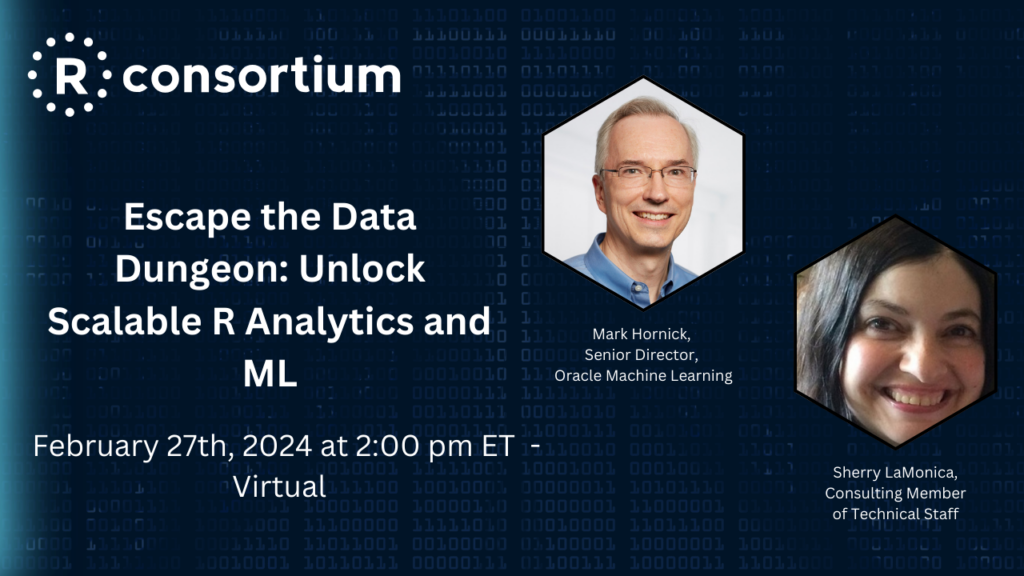 R consortium
Escape the Data
Dungeon: Unlock
Scalable R Analytics and
ML
February 27th, 2024 at 2:00 pm ET -
Virtual
Mark Hornick,
Senior Director,
Oracle Machine Learning
Sherry LaMonica,
Consulting Member
of Technical Staff